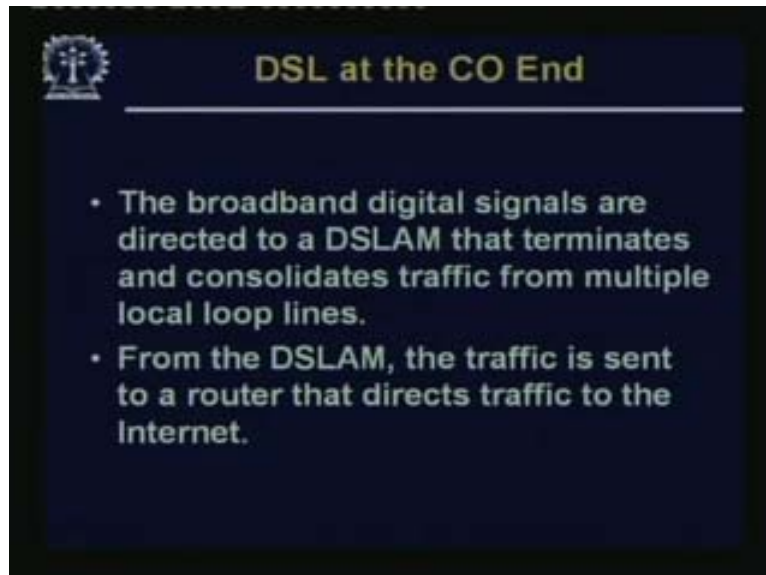 DSL at the CO End
• The broadband digital signals are
directed to a DSLAM that terminates
and consolidates traffic from multiple
local loop lines.
• From the DSLAM, the traffic is sent
to a router that directs traffic to the
Internet.